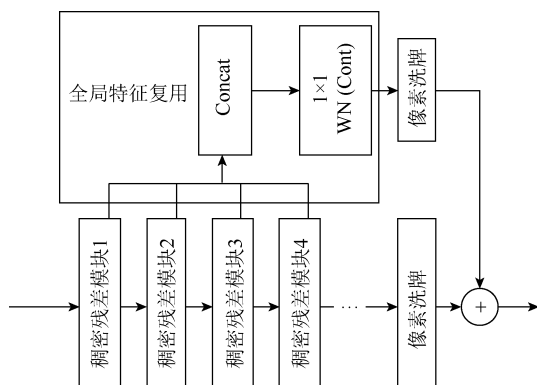 全局特征复用
Concat
1×1
WN (Cont)
像素洗牌
稠密残差模块1
稠密残差模块2
稠密残差模块3
稠密残差模块4
...
像素洗牌
+